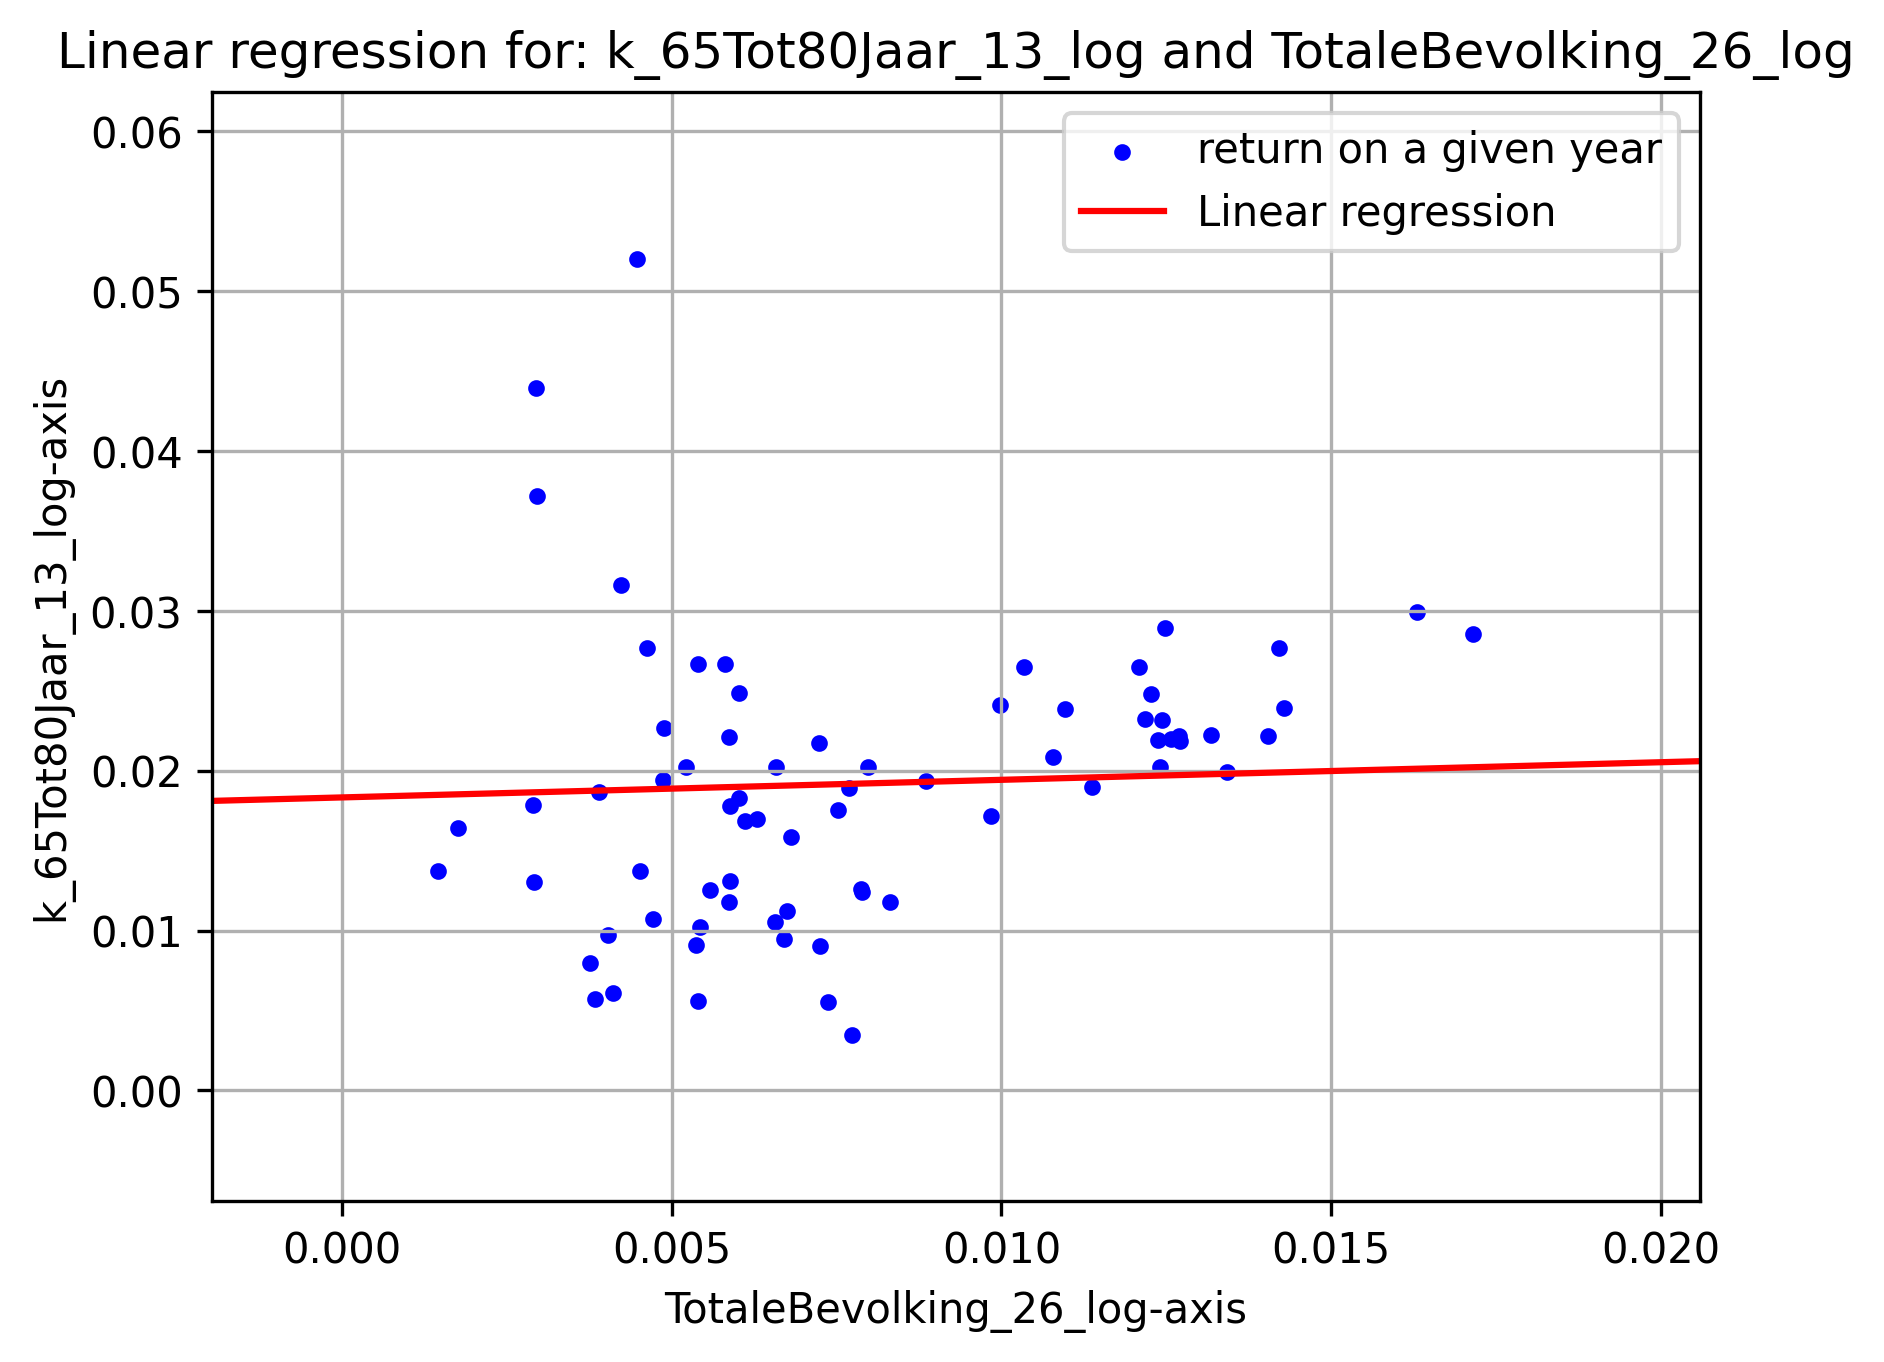 Linear regression for: k_65Tot80Jaar_13_log and TotaleBevolking_26_log
return on a given year
Linear regression
k_65Tot80Jaar_13_log-axis
0.06
0.05
0.04
0.03
0.02
0.01
0.00
0.000 0.005 0.010 0.015 0.020
TotaleBevolking_26_log-axis